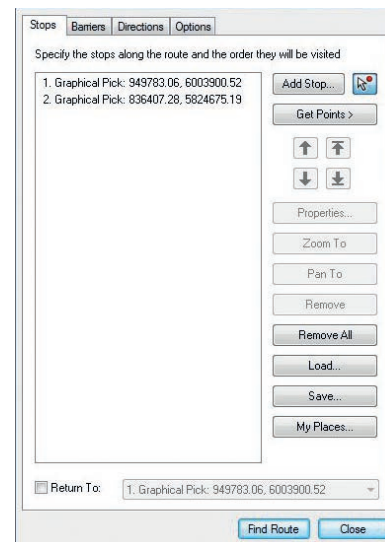 Stops Barriers Directions Options
Specify the stops along the route and the order they will be visited
1. Graphical Pick: 949783.06, 6003900.52
2. Graphical Pick: 836407.28, 5824675.19
Add Stop...
Get Points >
Properties...
Zoom To
Pan To
Remove
Remove All
Load...
Save...
My Places...
Return To: 1. Graphical Pick: 949783.06, 6003900.52
Find Route Close